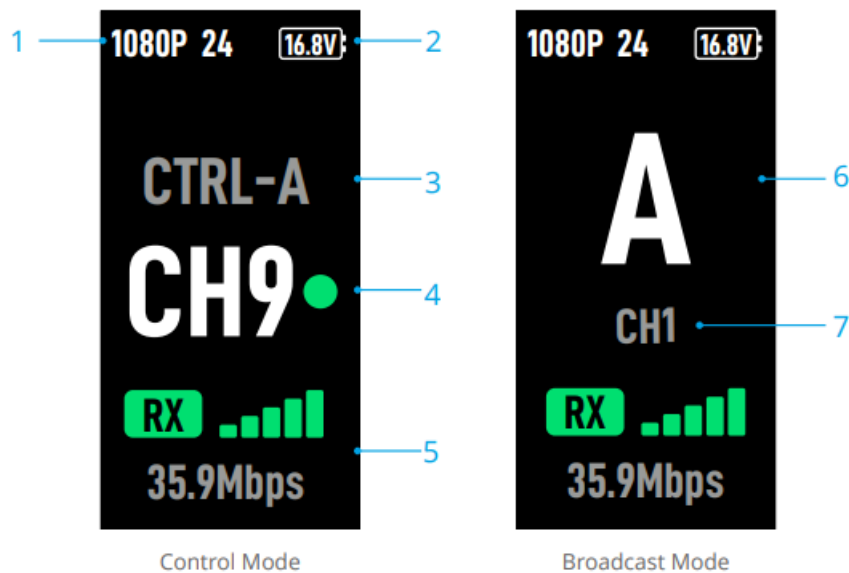 1 1080P 24 16.8V 2
CTRL-A 3
CH9 4
RX
5
35.9Mbps
Control Mode
1080P 24 16.8V
A 6
CH1 7
RX
35.9Mbps
Broadcast Mode